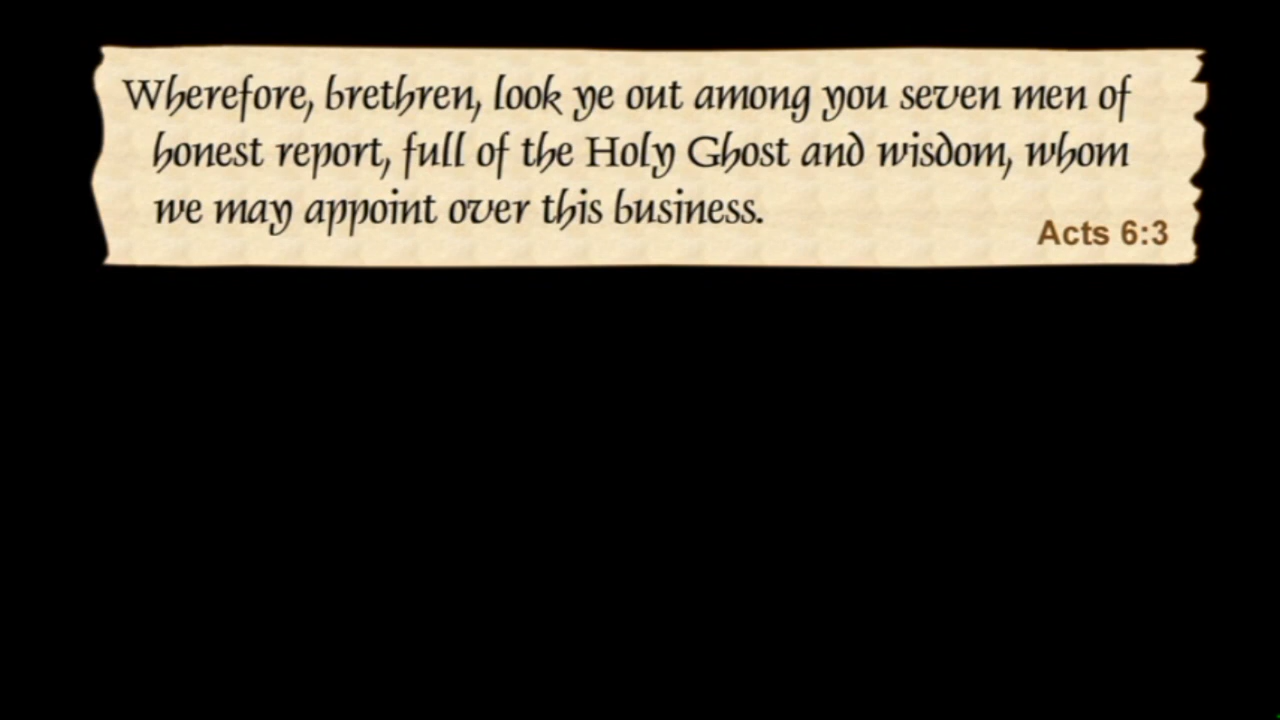 Wherefore, brethren, look ye out among you seven men of
honest report, full of the Holy Ghost and wisdom, whom
we may appoint over this business.
Acts 6:3